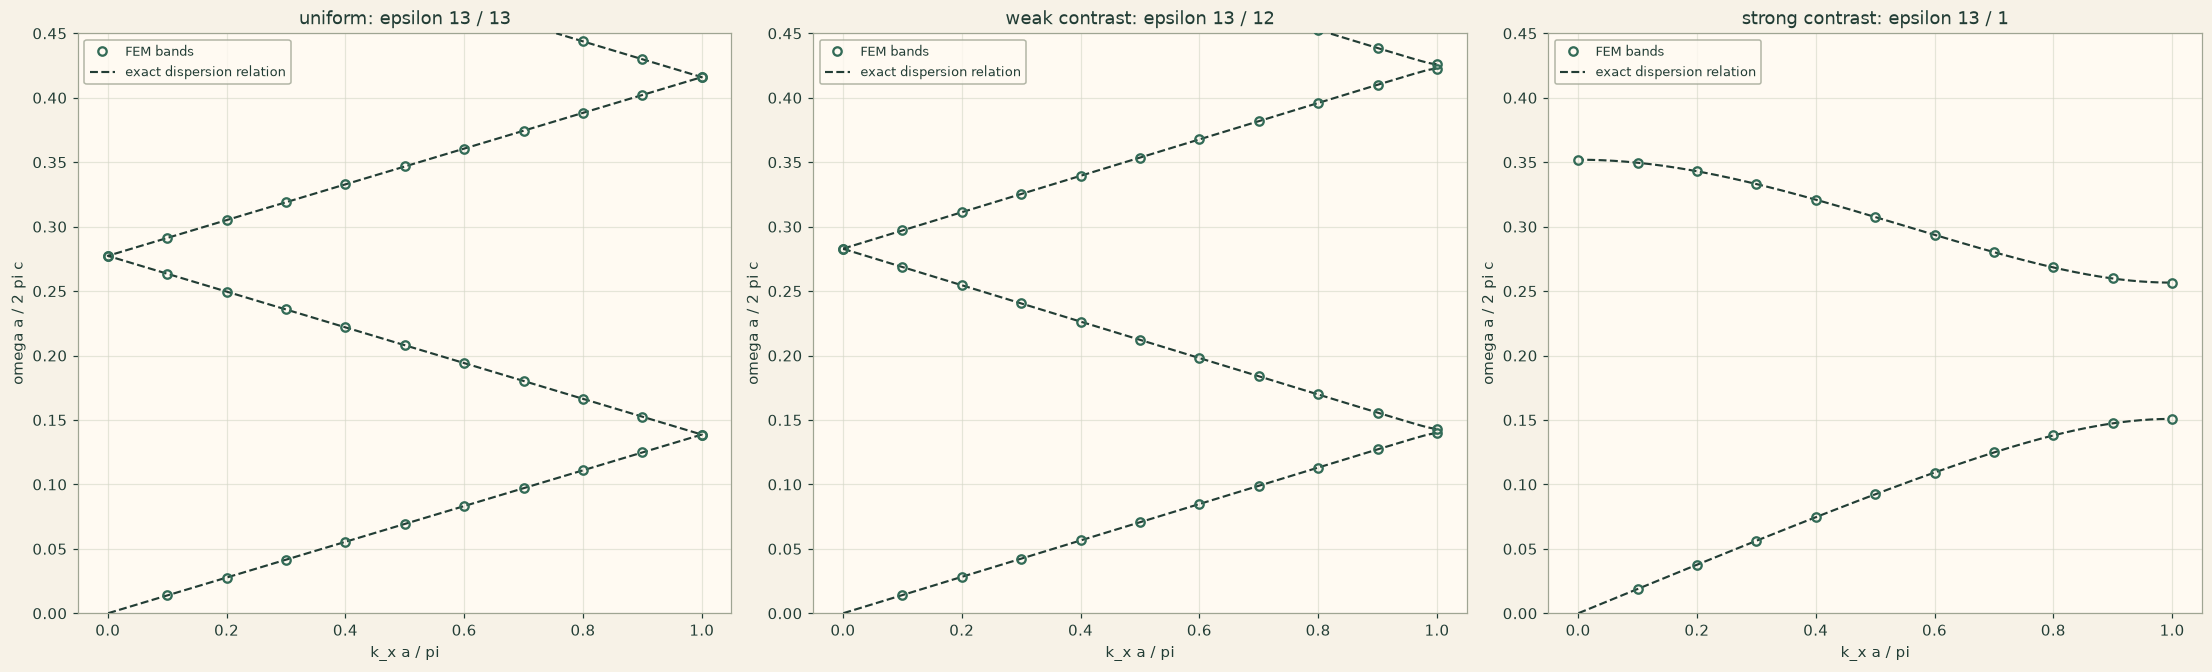 uniform: epsilon 13 / 13
FEM bands
exact dispersion relation
omega a / 2 pi c
0.45
0.40
0.35
0.30
0.25
0.20
0.15
0.10
0.05
0.00
0.0 0.2 0.4 0.6 0.8 1.0
k_x a / pi
weak contrast: epsilon 13 / 12
FEM bands
exact dispersion relation
omega a / 2 pi c
0.45
0.40
0.35
0.30
0.25
0.20
0.15
0.10
0.05
0.00
0.0 0.2 0.4 0.6 0.8 1.0
k_x a / pi
strong contrast: epsilon 13 / 1
FEM bands
exact dispersion relation
omega a / 2 pi c
0.45
0.40
0.35
0.30
0.25
0.20
0.15
0.10
0.05
0.00
0.0 0.2 0.4 0.6 0.8 1.0
k_x a / pi